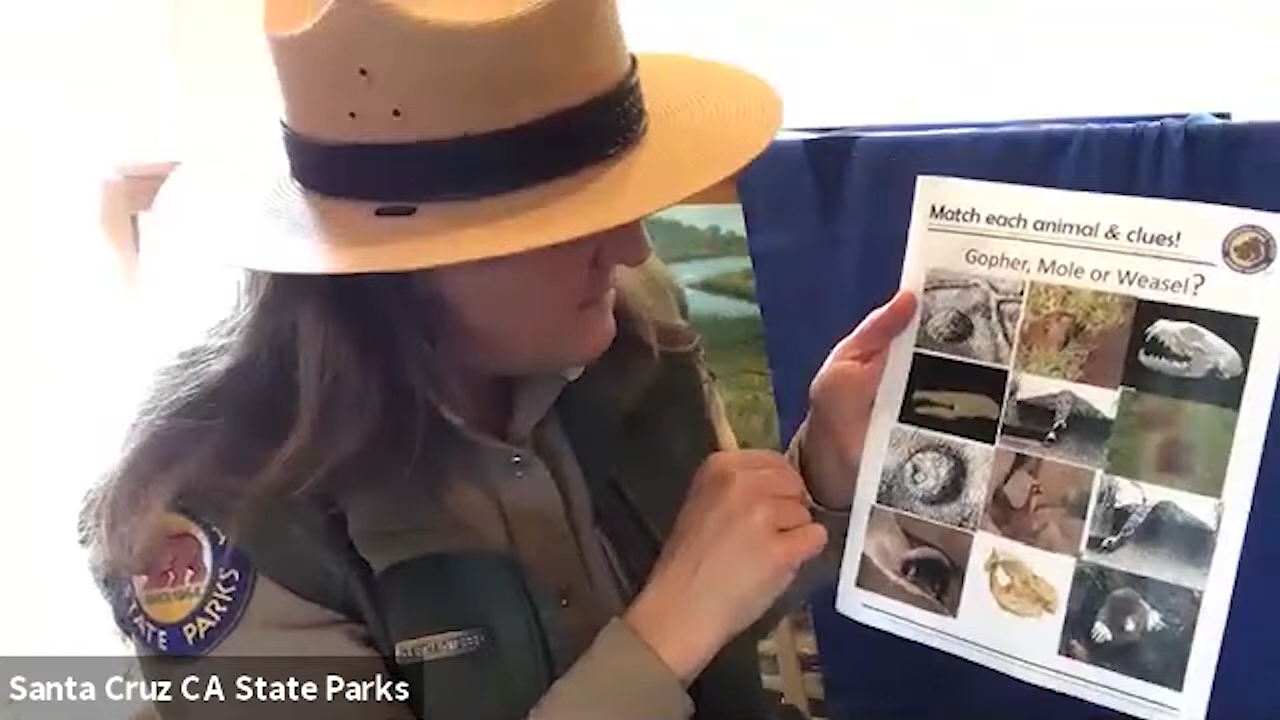 Match each animal & clues!
Gopher, Mole or Weasel?
STATE PARKS
Santa Cruz CA State Parks